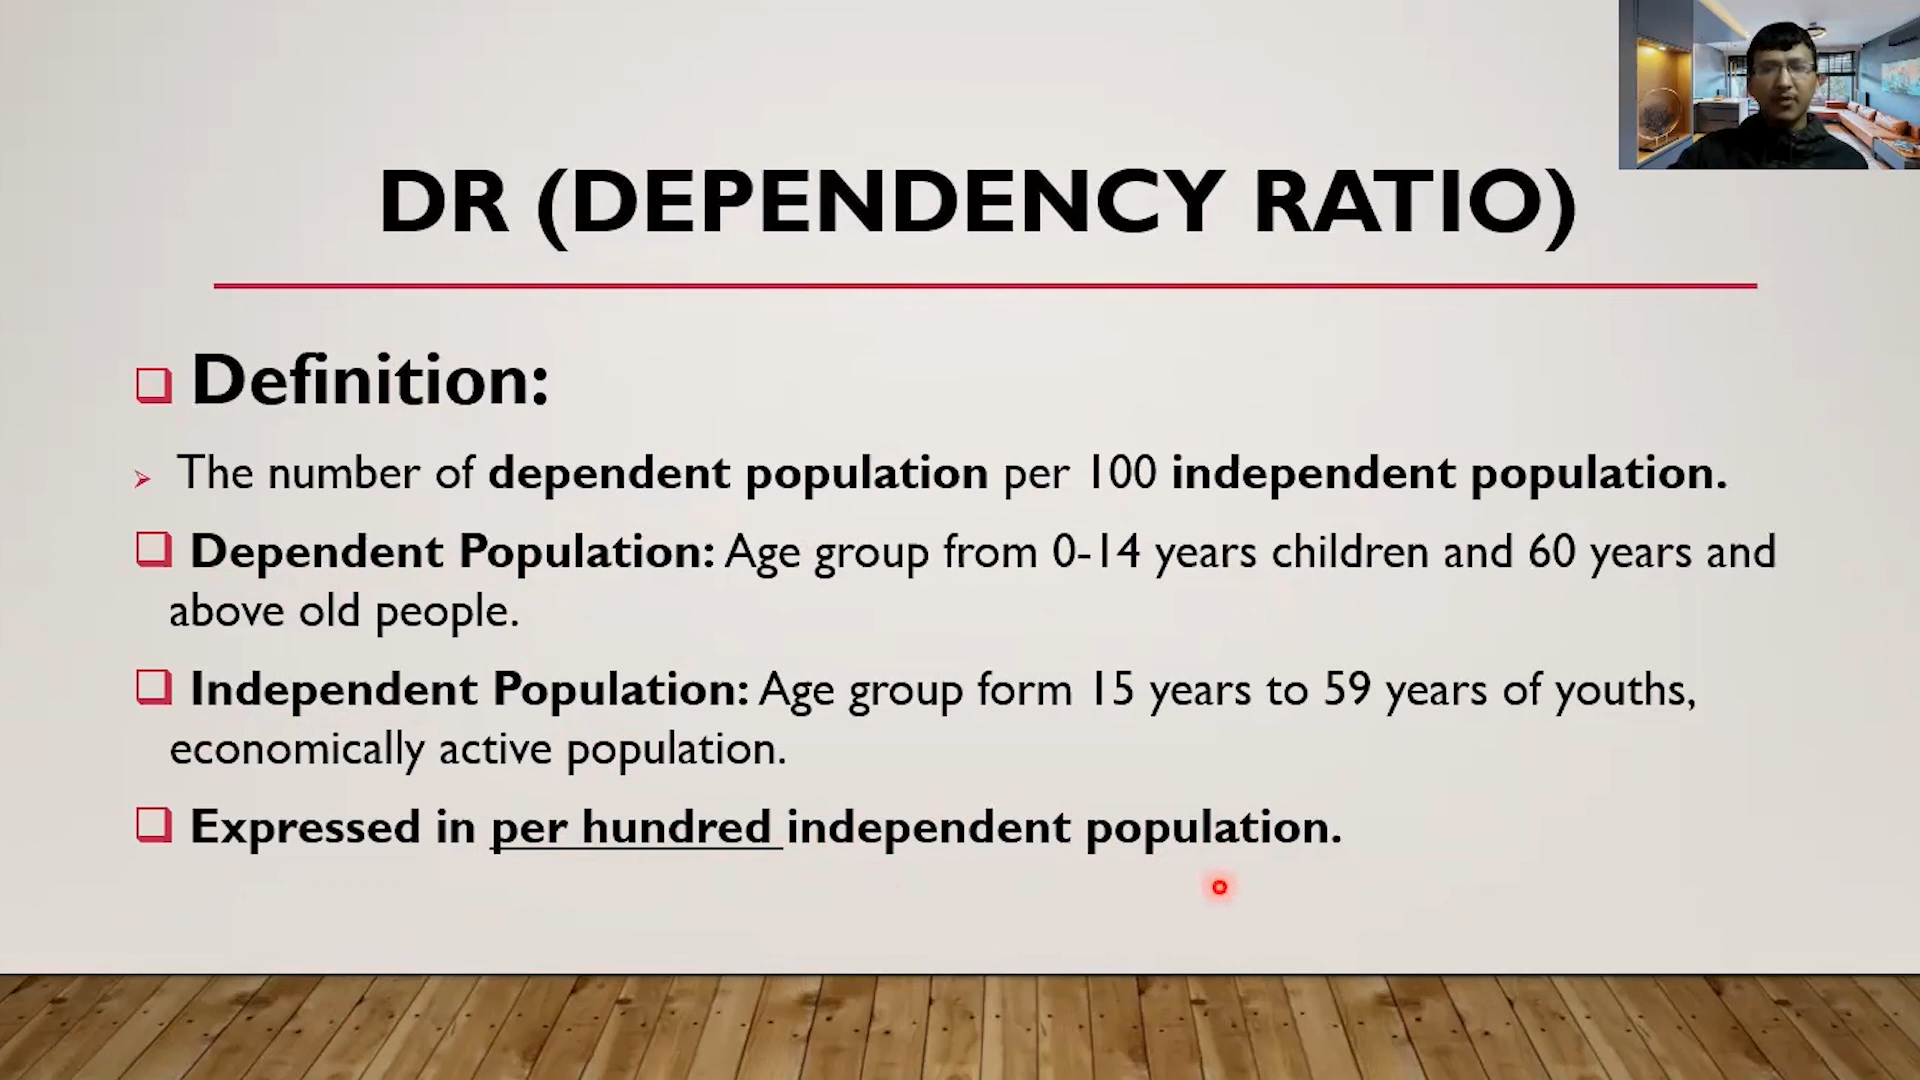 DR (DEPENDENCY RATIO)
Definition:
The number of dependent population per 100 independent population.
Dependent Population: Age group from 0-14 years children and 60 years and
above old people.
Independent Population: Age group form 15 years to 59 years of youths,
economically active population.
Expressed in per hundred independent population.